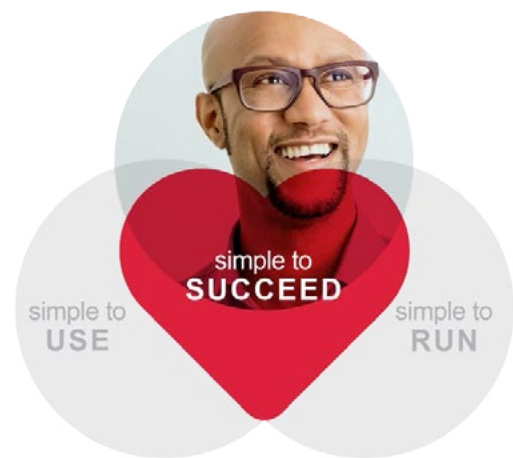 simple to
SUCCEED
simple to
USE
simple to
RUN